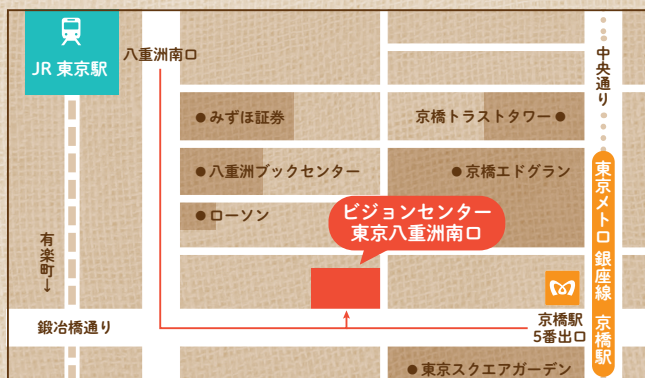 JR 東京駅
八重洲南口
中央通り
●みずほ証券
京橋トラストタワー●
●八重洲ブックセンター
●京橋エドグラン
●ローソン
ビジョンセンター
東京八重洲南口
東京メトロ 銀座線 京橋駅
有楽町↓
鍛冶橋通り
京橋駅
5番出口
●東京スクエアガーデン